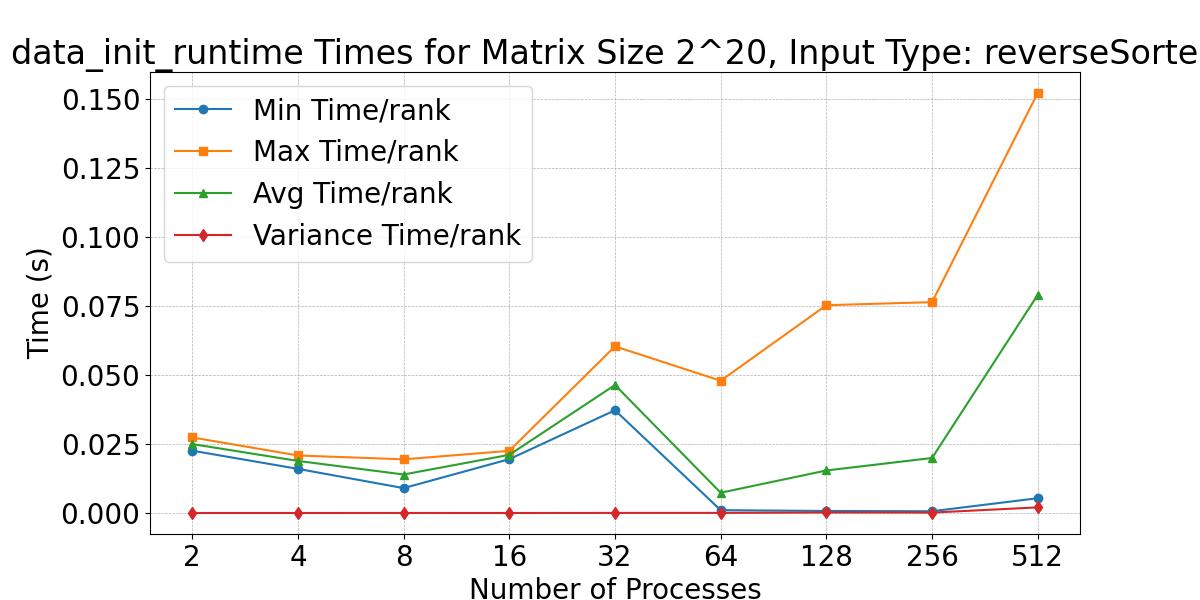 data_init_runtime Times for Matrix Size 2^20, Input Type: reverseSorte
Min Time/rank
Max Time/rank
Avg Time/rank
Variance Time/rank
Time (s)
0.150
0.125
0.100
0.075
0.050
0.025
0.000
2 4 8 16 32 64 128 256 512
Number of Processes